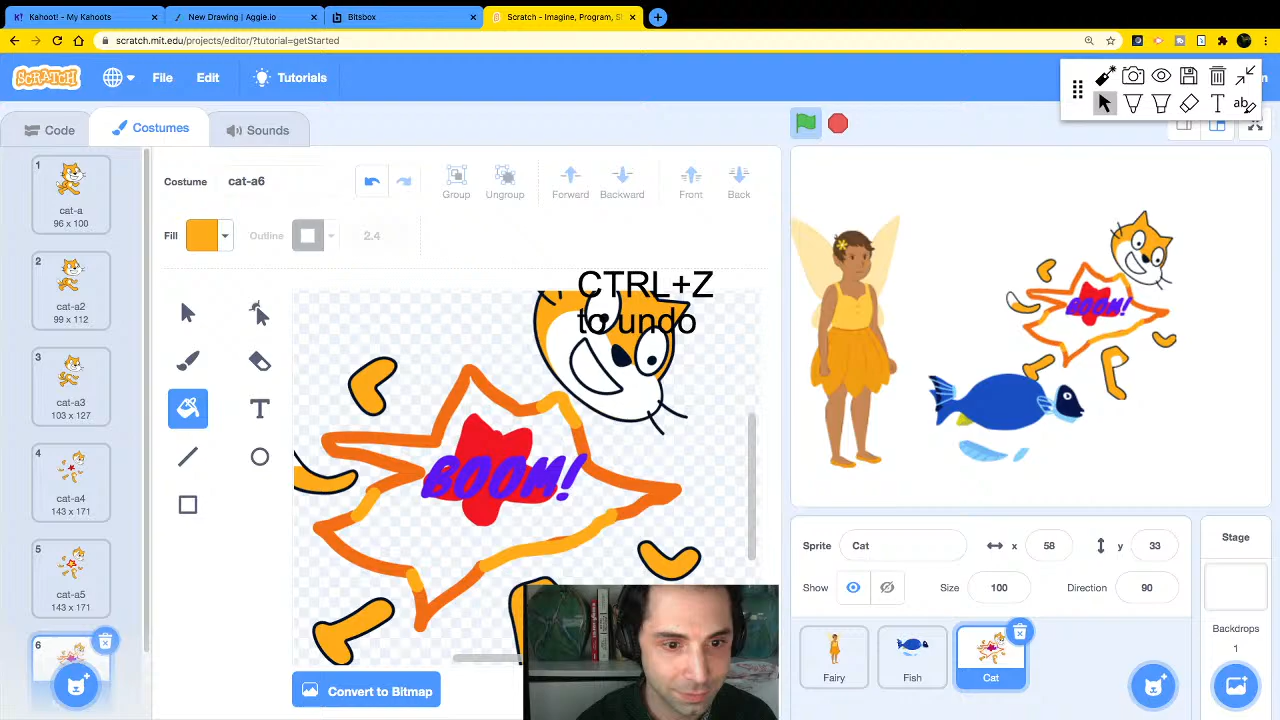 Kahoot! - My Kahoots
New Drawing | Aggie.io
Bitsbox
Scratch - Imagine, Program, S
scratch.mit.edu/projects/editor/?tutorial=getStarted
SCRATCH
File
Edit
Tutorials
Code
Costumes
Sounds
1
cat-a
96 x 100
2
cat-a2
99 x 112
3
cat-a3
103 x 127
4
cat-a4
143 x 171
5
cat-a5
143 x 171
6
Costume
cat-a6
Group
Ungroup
Forward
Backward
Front
Back
Fill
Outline
2.4
CTRL+Z
to undo
BOOM!
Convert to Bitmap
BOOM!
Sprite
Cat
x
58
y
33
Show
Size
100
Direction
90
Fairy
Fish
Cat
Stage
Backdrops
1